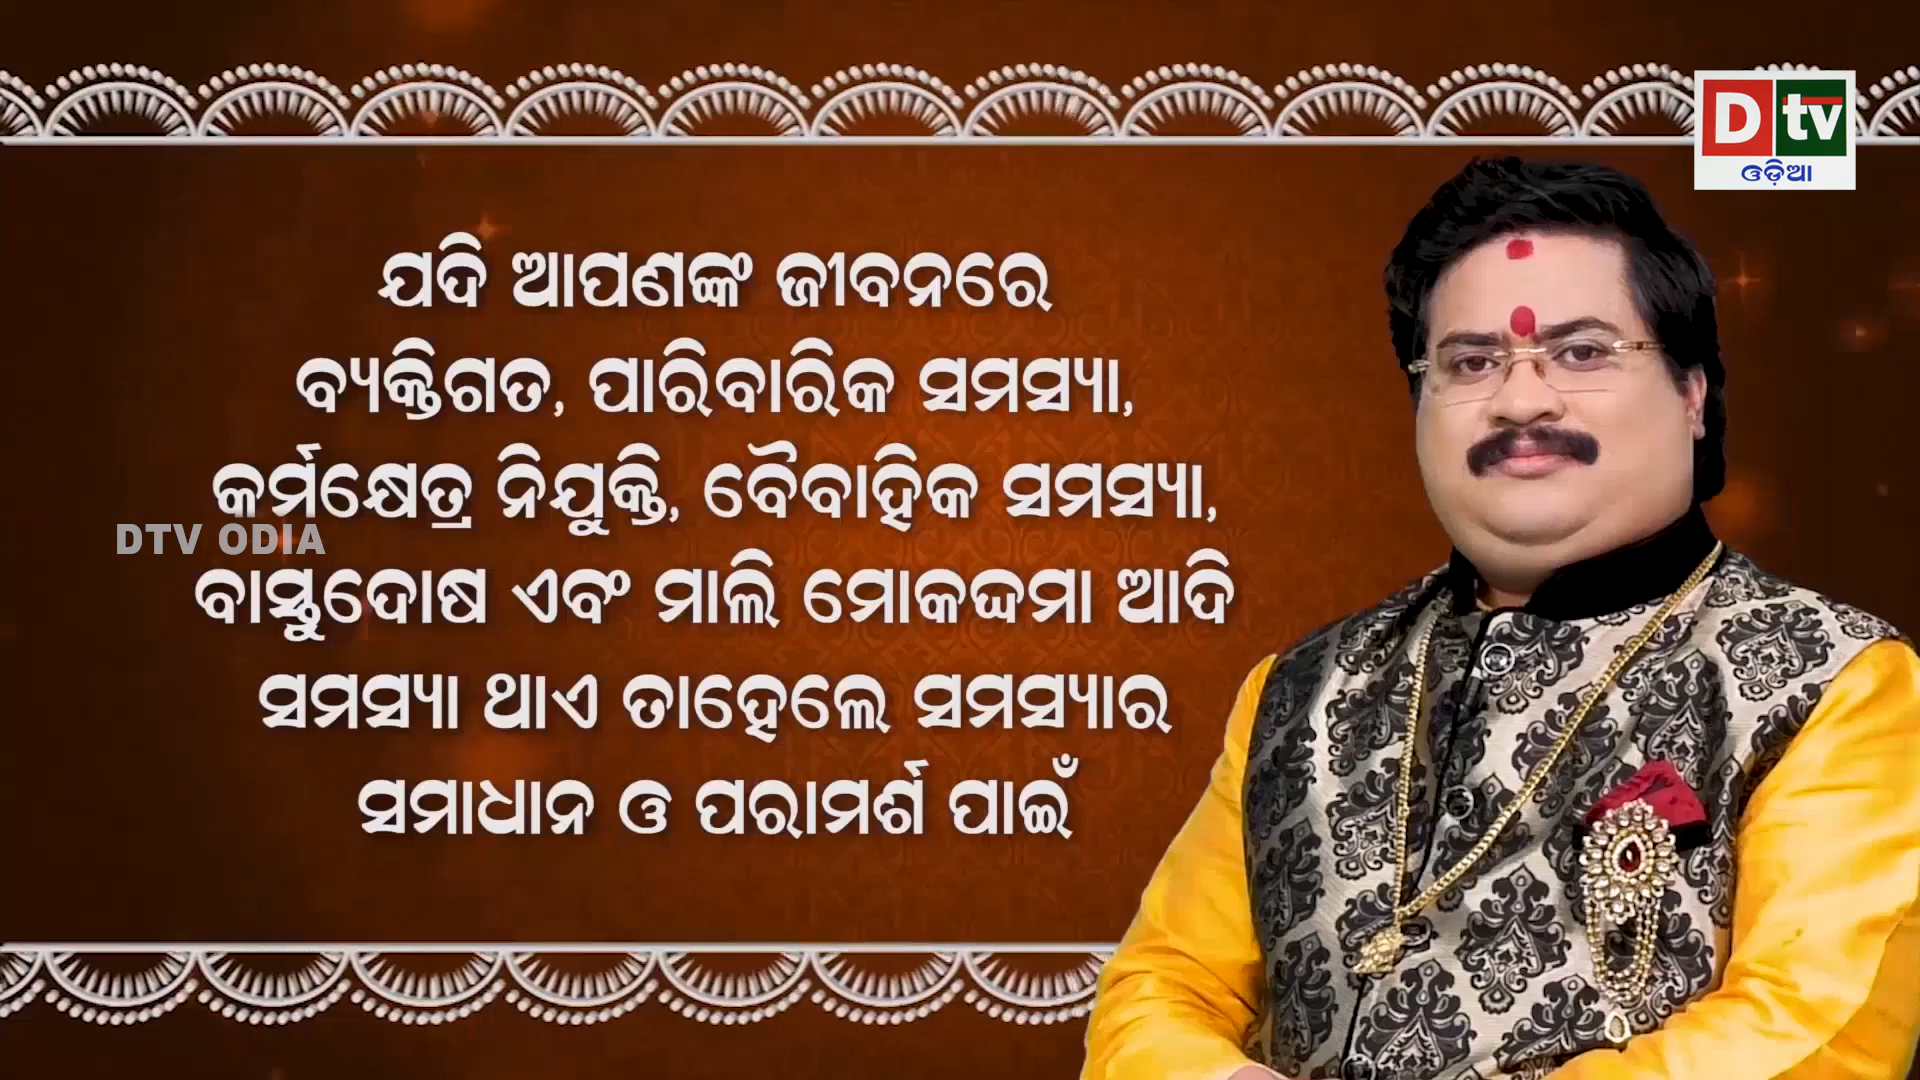 D tv
ଓଡ଼ିଆ
ଯଦି ଆପଣଙ୍କ ଜୀବନରେ
ବ୍ୟକ୍ତିଗତ, ପାରିବାରିକ ସମସ୍ୟା,
କର୍ମକ୍ଷେତ୍ର ନିଯୁକ୍ତି, ବୈବାହିକ ସମସ୍ୟା,
DTV ODIA
ବାସ୍ତୁଦୋଷ ଏବଂ ମାଲି ମୋକଦ୍ଦମା ଆଦି
ସମସ୍ୟା ଥାଏ ତାହେଲେ ସମସ୍ୟାର
ସମାଧାନ ଓ ପରାମର୍ଶ ପାଇଁ